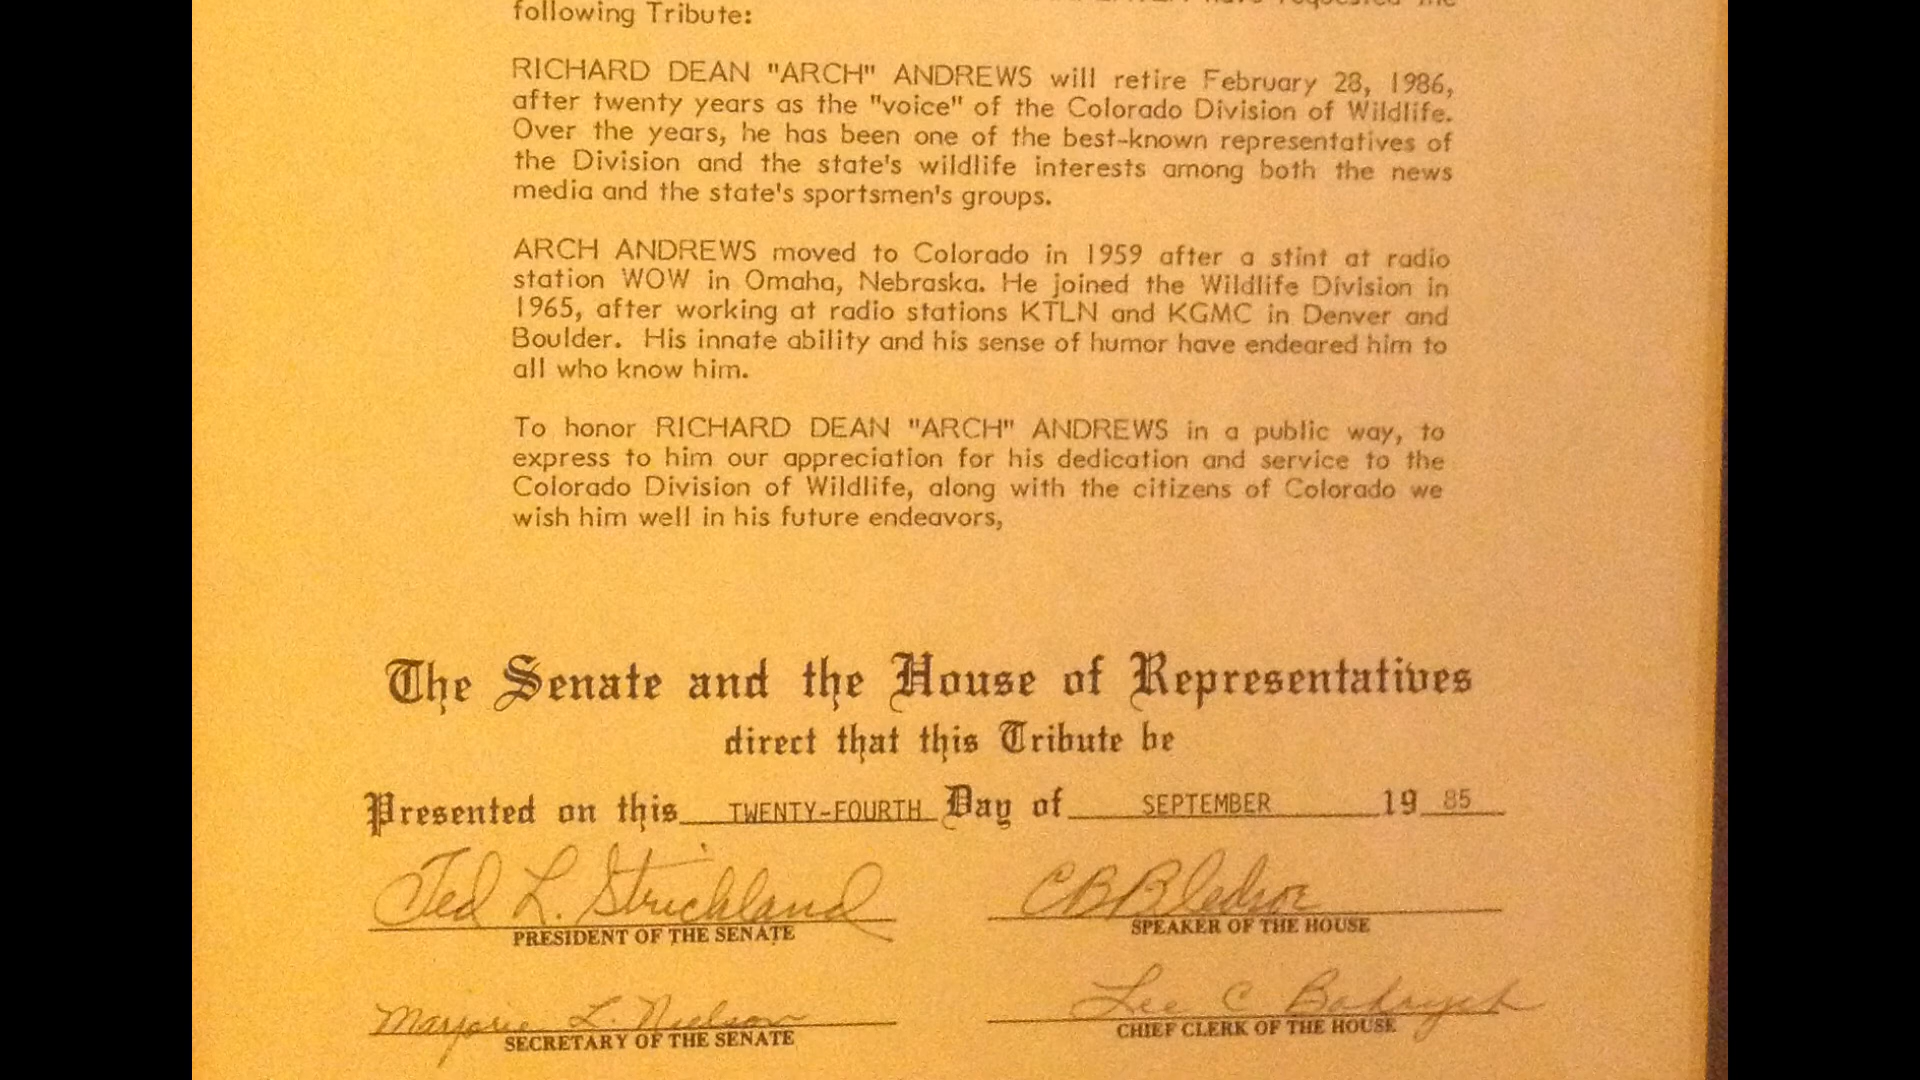 have requested the
following Tribute:
RICHARD DEAN "ARCH" ANDREWS will retire February 28, 1986,
after twenty years as the "voice" of the Colorado Division of Wildlife.
Over the years, he has been one of the best-known representatives of
the Division and the state's wildlife interests among both the news
media and the state's sportsmen's groups.
ARCH ANDREWS moved to Colorado in 1959 after a stint at radio
station WOW in Omaha, Nebraska. He joined the Wildlife Division in
1965, after working at radio stations KTLN and KGMC in Denver and
Boulder. His innate ability and his sense of humor have endeared him to
all who know him.
To honor RICHARD DEAN "ARCH" ANDREWS in a public way, to
express to him our appreciation for his dedication and service to the
Colorado Division of Wildlife, along with the citizens of Colorado we
wish him well in his future endeavors,
The Senate and the House of Representatives
direct that this Tribute be
Presented on this TWENTY-FOURTH Day of SEPTEMBER 19 85
Ted L. Strickland CB Bledsoe
PRESIDENT OF THE SENATE SPEAKER OF THE HOUSE
Marjorie L. Nielson Lee C
SECRETARY OF THE SENATE CHIEF CLERK OF THE HOUSE